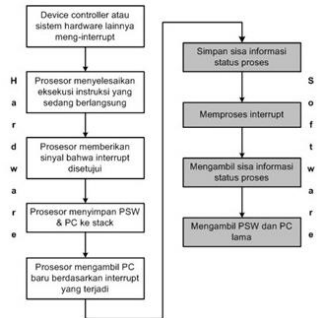 Device controller atau
sistem hardware lainnya
meng-interrupt
Prosesor menyelesaikan
eksekusi instruksi yang
sedang berlangsung
Prosesor memberikan
sinyal bahwa interrupt
disetujui
Prosesor menyimpan PSW
& PC ke stack
Prosesor mengambil PC
baru berdasarkan interrupt
yang terjadi
H
a
r
d
w
a
r
e
Simpan sisa informasi
status proses
Memproses interrupt
Mengambil sisa informasi
status proses
Mengambil PSW dan PC
lama
S
o
f
t
w
a
r
e